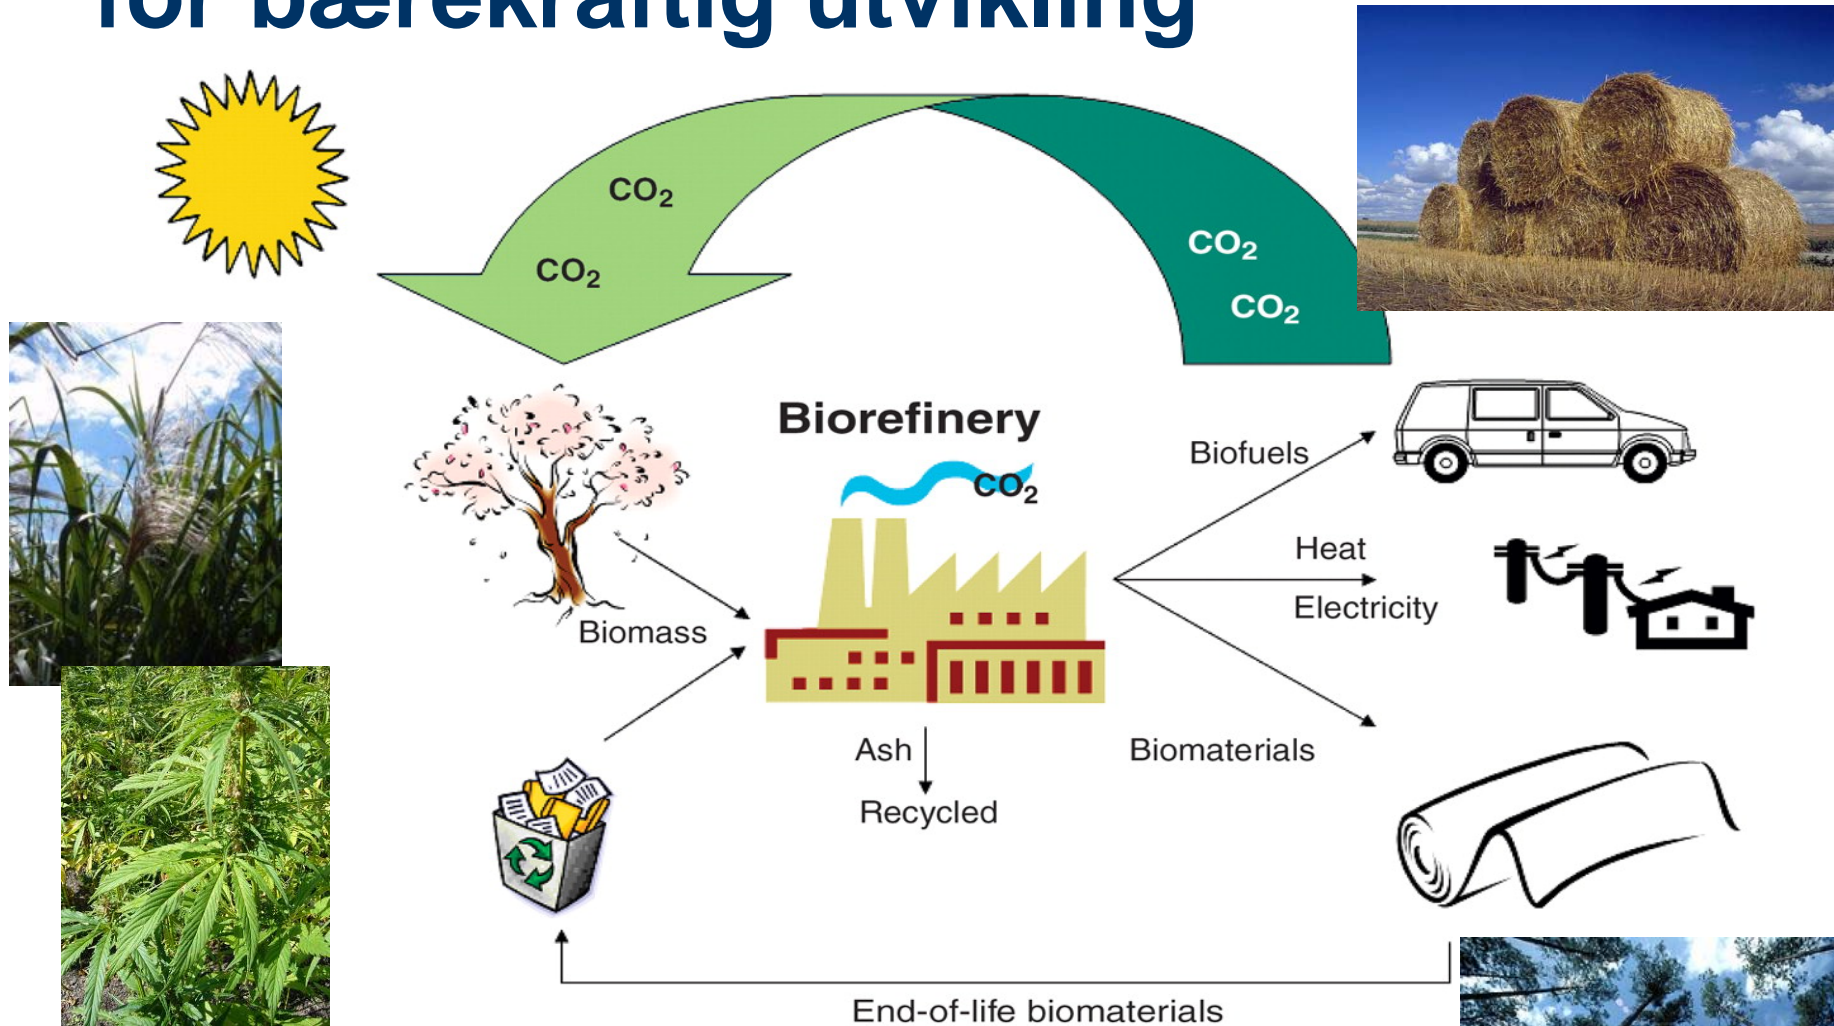 for bærekraftig utvikling
CO2
CO2
CO2
CO2
Biorefinery
CO2
Biofuels
Heat
Electricity
Biomass
Ash
Recycled
Biomaterials
End-of-life biomaterials